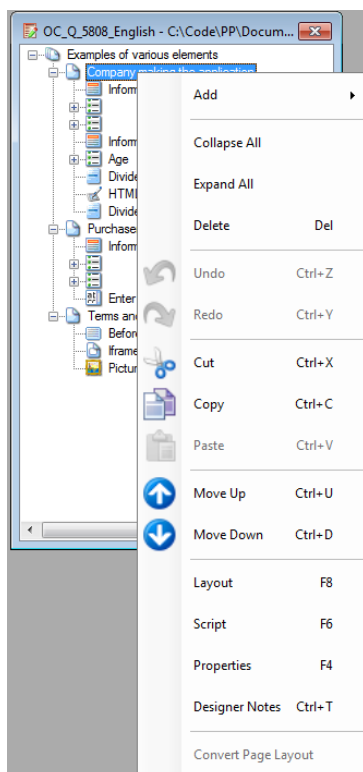 OC_Q_5808_English - C:\Code\PP\Docum...
Examples of various elements
Company making the application
Inform
Inform
Age
Divide
HTML
Divide
Purchase
Inform
Enter
Terms an
Before
Iframe
Pictur
Add
Collapse All
Expand All
Delete Del
Undo Ctrl+Z
Redo Ctrl+Y
Cut Ctrl+X
Copy Ctrl+C
Paste Ctrl+V
Move Up Ctrl+U
Move Down Ctrl+D
Layout F8
Script F6
Properties F4
Designer Notes Ctrl+T
Convert Page Layout